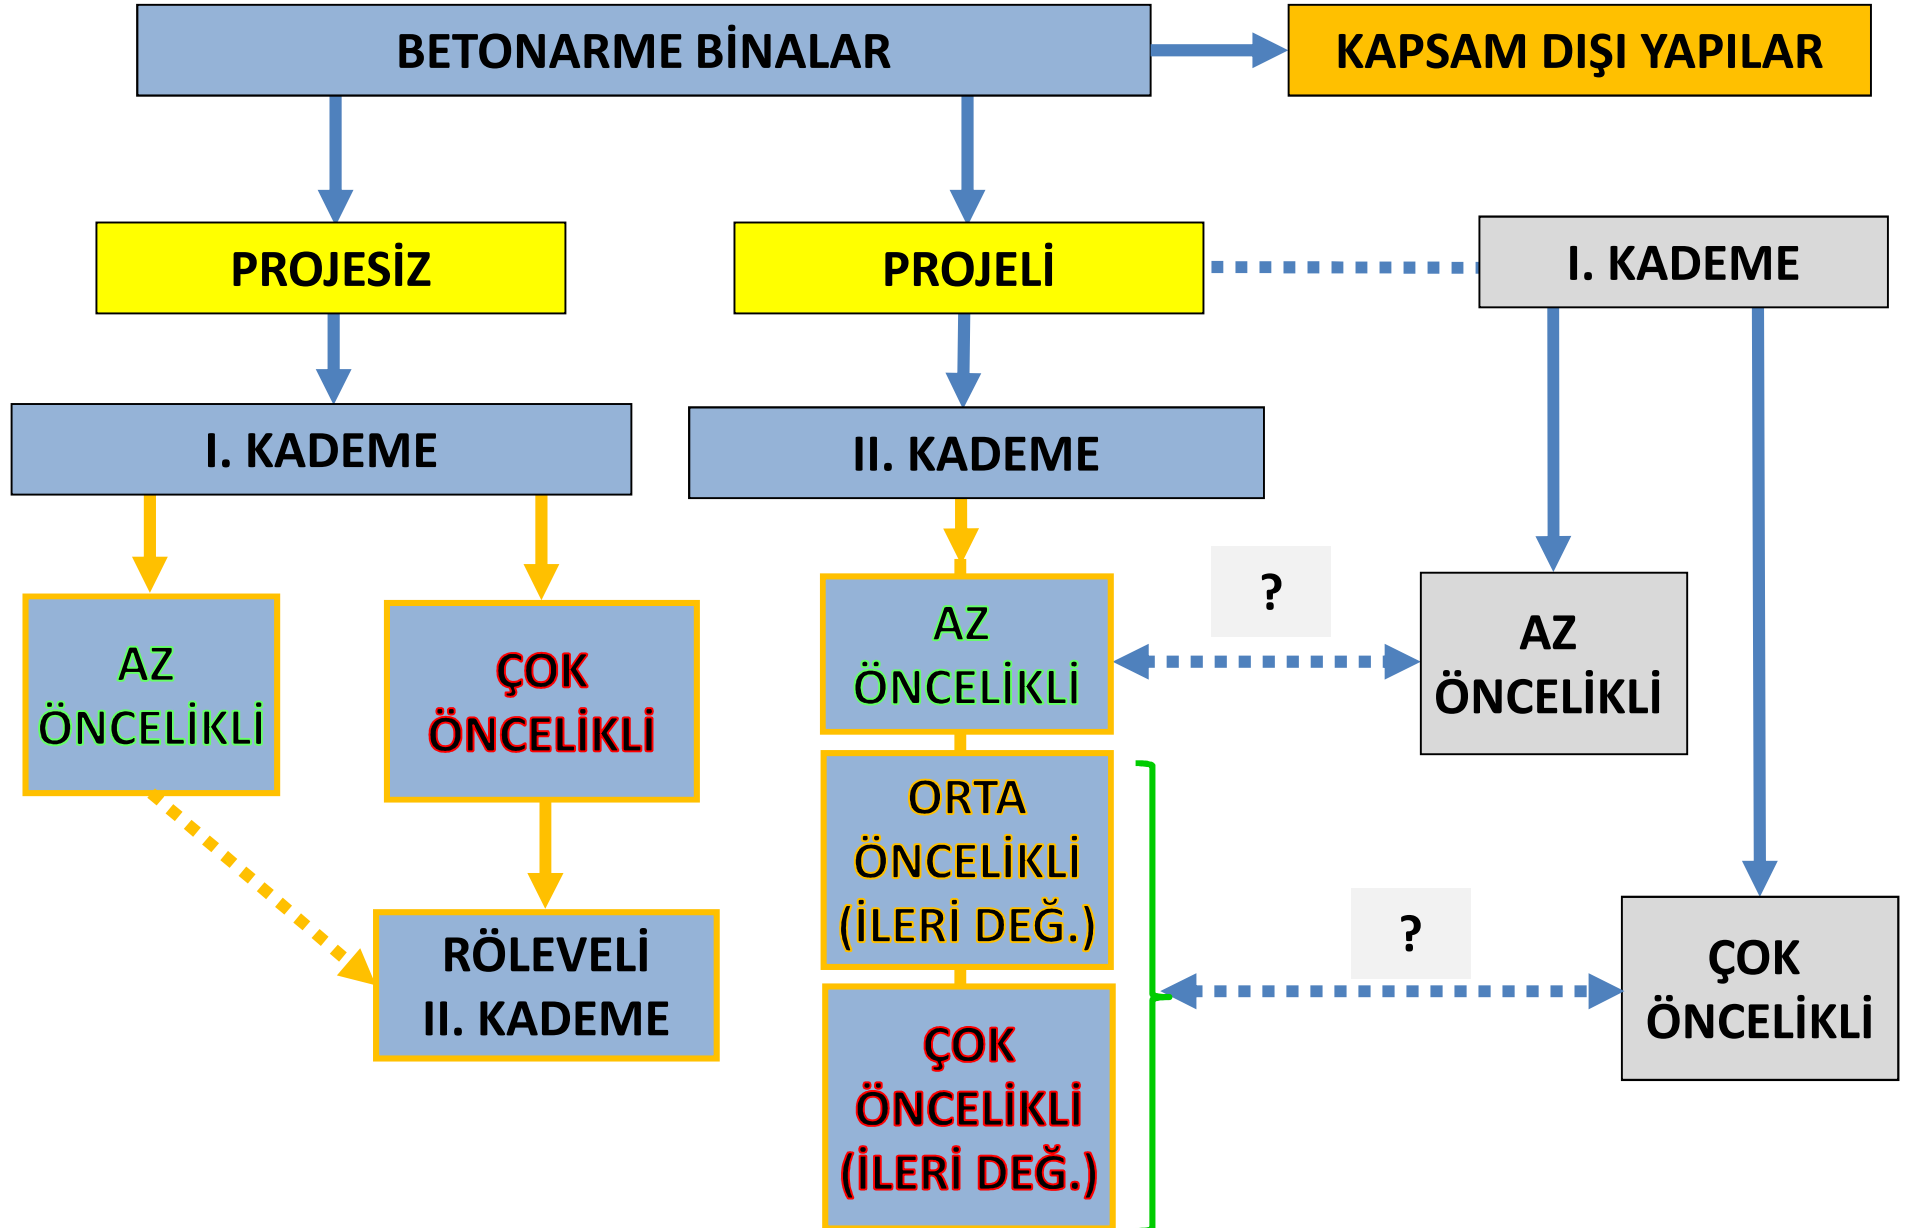 BETONARME BİNALAR
KAPSAM DIŞI YAPILAR
PROJESİZ
PROJELİ
I. KADEME
I. KADEME
II. KADEME
AZ
ÖNCELİKLİ
ÇOK
ÖNCELİKLİ
AZ
ÖNCELİKLİ
?
AZ
ÖNCELİKLİ
ORTA
ÖNCELİKLİ
(İLERİ DEĞ.)
RÖLEVELİ
II. KADEME
?
ÇOK
ÖNCELİKLİ
ÇOK
ÖNCELİKLİ
(İLERİ DEĞ.)